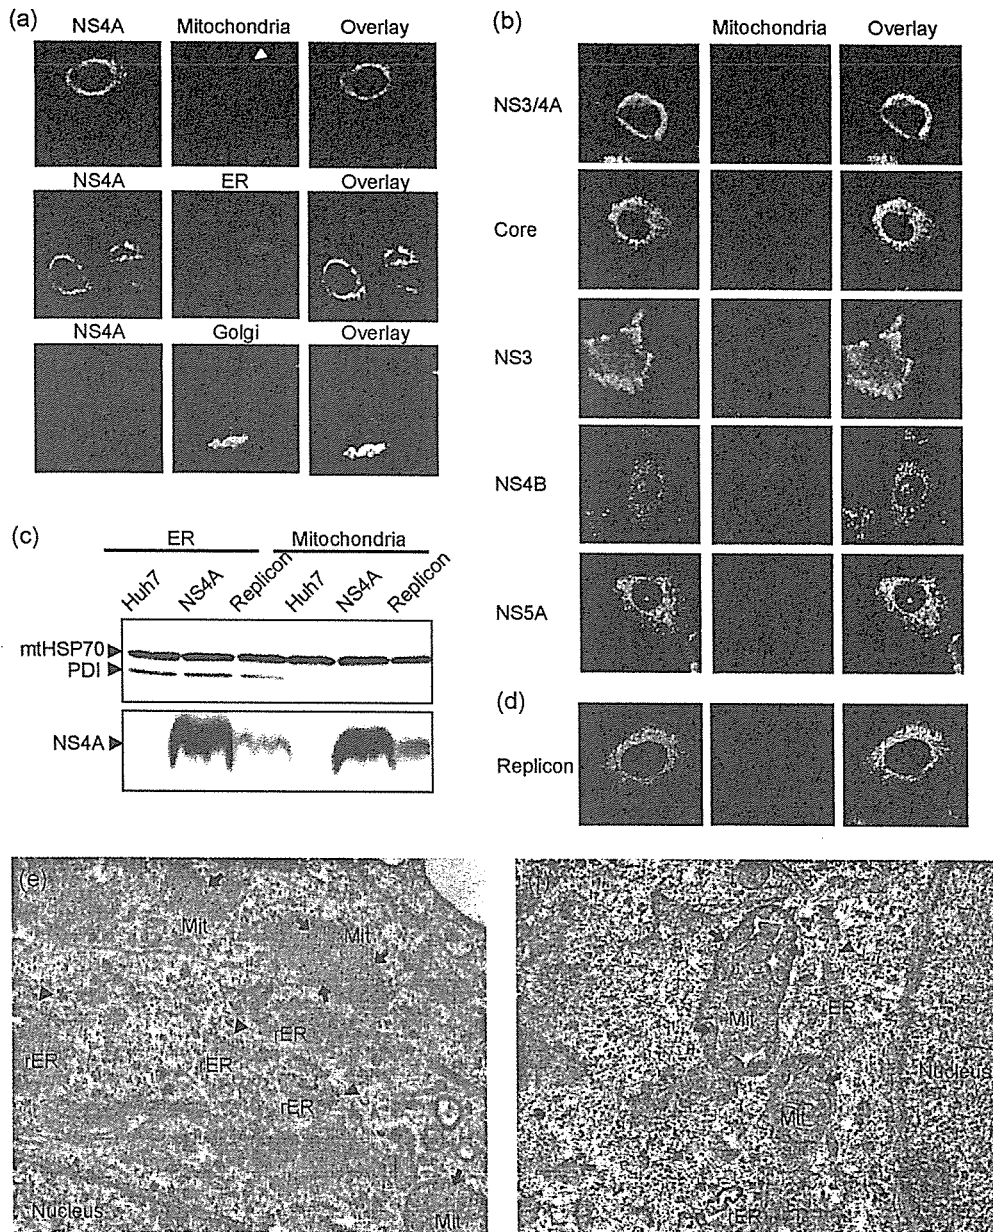 (a)
NS4A Mitochondria Overlay
NS4A ER Overlay
NS4A Golgi Overlay
(b)
Mitochondria Overlay
NS3/4A
Core
NS3
NS4B
NS5A
(c)
ER Mitochondria
Huh7 NS4A Replicon Huh7 NS4A Replicon
mtHSP70
PDI
NS4A
(d)
Replicon
(e)
Mit
Mit
rER
rER
rER
rER
Nucleus
Mit
Mit
ER
Nucleus
Mit
rER